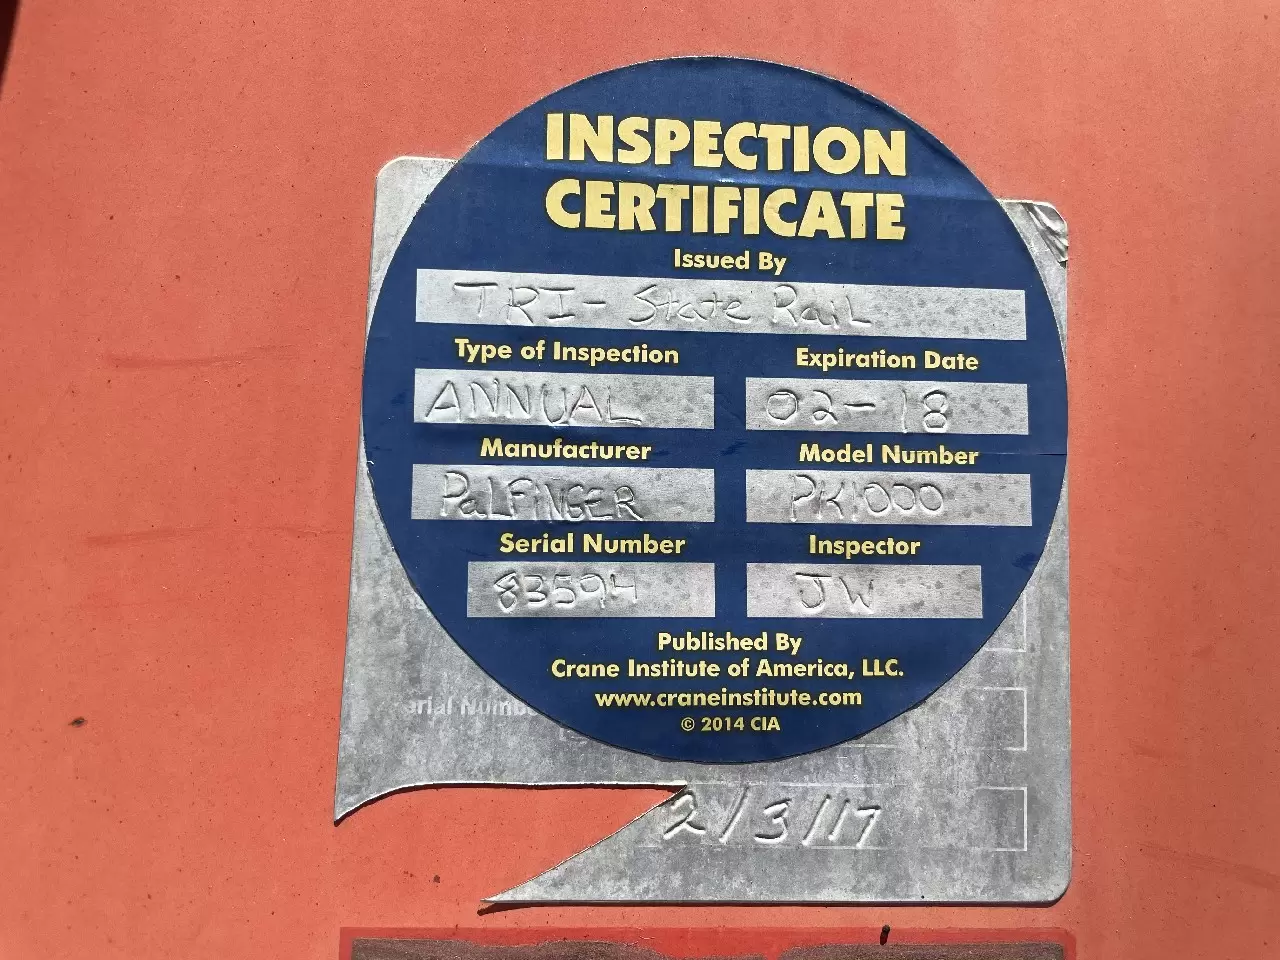 INSPECTION
CERTIFICATE
Issued By
TRI-State RaiL
Type of Inspection Expiration Date
ANNUAL 02-18
Manufacturer Model Number
PaLFiNGER PK1000
Serial Number Inspector
83594 JW
Published By
Crane Institute of America, LLC.
www.craneinstitute.com
© 2014 CIA
erial Numbe
2/3/17